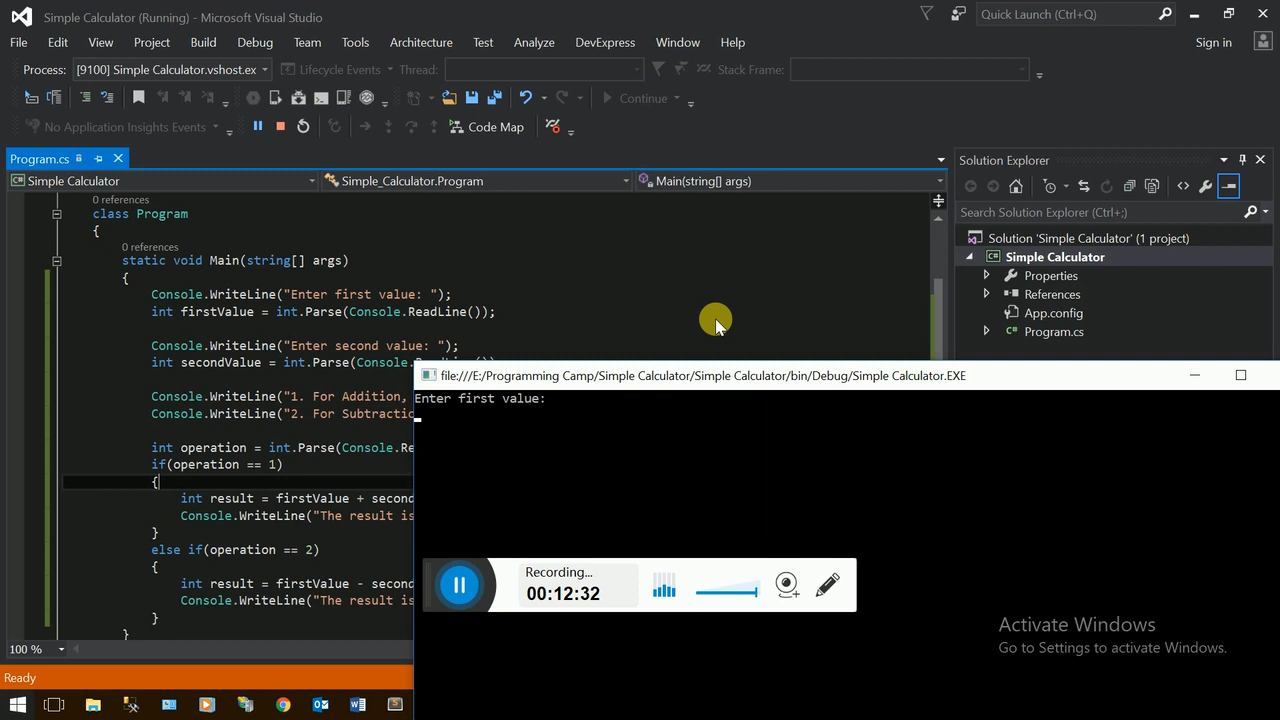 Simple Calculator (Running) - Microsoft Visual Studio
Quick Launch (Ctrl+Q)
File Edit View Project Build Debug Team Tools Architecture Test Analyze DevExpress Window Help
Sign in
Process: [9100] Simple Calculator.vshost.ex Lifecycle Events Thread: Stack Frame:
Continue
No Application Insights Events Code Map
Program.cs
Simple Calculator Simple_Calculator.Program Main(string[] args)
0 references
class Program
{
0 references
static void Main(string[] args)
{
Console.WriteLine("Enter first value: ");
int firstValue = int.Parse(Console.ReadLine());
Console.WriteLine("Enter second value: ");
int secondValue = int.Parse(Console.ReadLine())
Console.WriteLine("1. For Addition,
Console.WriteLine("2. For Subtractio
int operation = int.Parse(Console.Re
if(operation == 1)
{
int result = firstValue + second
Console.WriteLine("The result is
}
else if(operation == 2)
{
int result = firstValue - second
Console.WriteLine("The result is
}
}
100 %
Ready
Solution Explorer
Search Solution Explorer (Ctrl+;)
Solution 'Simple Calculator' (1 project)
C# Simple Calculator
Properties
References
App.config
C# Program.cs
file:///E:/Programming Camp/Simple Calculator/Simple Calculator/bin/Debug/Simple Calculator.EXE
Enter first value:
Recording...
00:12:32
Activate Windows
Go to Settings to activate Windows.